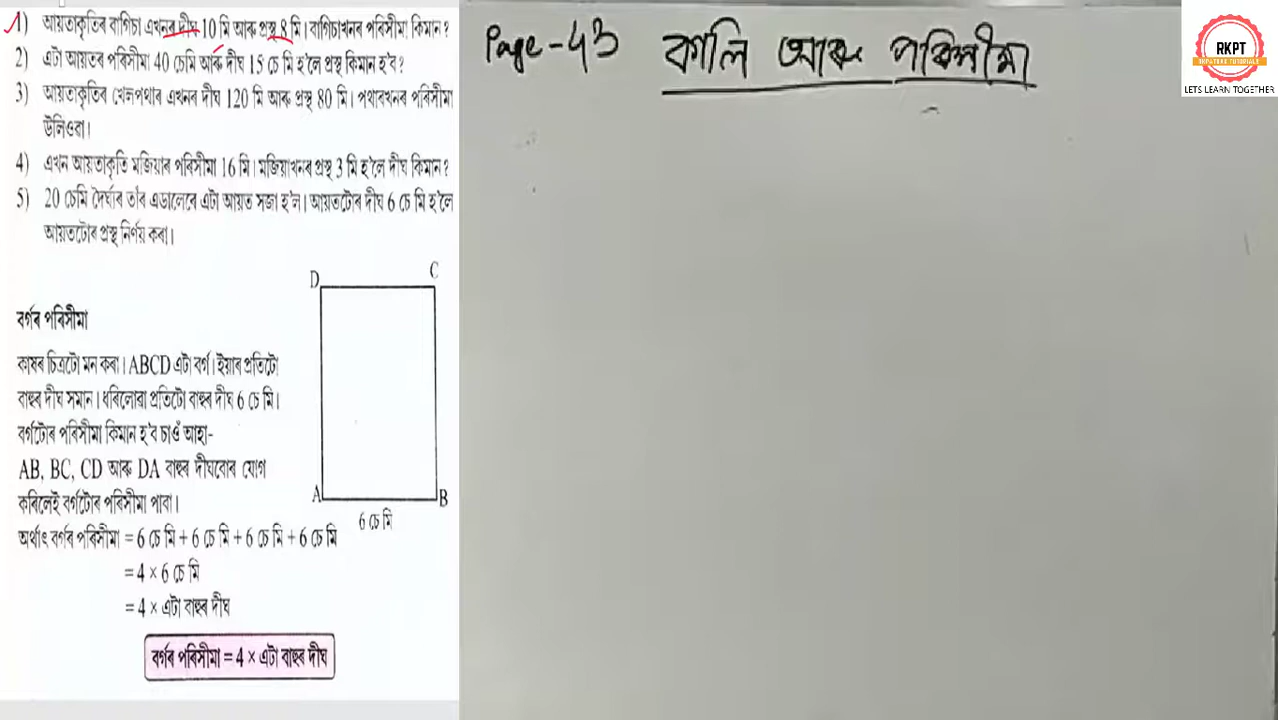 1) আয়তাকৃতিৰ বাগিচা এখনৰ দীঘ 10 মি আৰু প্ৰস্থ 8 মি। বাগিচাখনৰ পৰিসীমা কিমান?
2) এটা আয়তৰ পৰিসীমা 40 চেমি আৰু দীঘ 15 চে মি হ'লে প্ৰস্থ কিমান হ'ব?
3) আয়তাকৃতিৰ খেলপথাৰ এখনৰ দীঘ 120 মি আৰু প্ৰস্থ 80 মি। পথাৰখনৰ পৰিসীমা
উলিওৱা।
4) এখন আয়তাকৃতি মজিয়াৰ পৰিসীমা 16 মি। মজিয়াখনৰ প্ৰস্থ 3 মি হ'লে দীঘ কিমান?
5) 20 চেমি দৈৰ্ঘ্যৰ তাঁৰ এডালেৰে এটা আয়ত সজা হ'ল। আয়তটোৰ দীঘ 6 চে মি হ'লে
আয়তটোৰ প্ৰস্থ নিৰ্ণয় কৰা।
বৰ্গৰ পৰিসীমা
কাষৰ চিত্ৰটো মন কৰা। ABCD এটা বৰ্গ। ইয়াৰ প্ৰতিটো
বাহুৰ দীঘ সমান। ধৰিলোৱা প্ৰতিটো বাহুৰ দীঘ 6 চে মি।
বৰ্গটোৰ পৰিসীমা কিমান হ'ব চাওঁ আহা-
AB, BC, CD আৰু DA বাহুৰ দীঘবোৰ যোগ
কৰিলেই বৰ্গটোৰ পৰিসীমা পাবা।
D C
A B
6 চে মি
অৰ্থাৎ বৰ্গৰ পৰিসীমা = 6 চে মি + 6 চে মি + 6 চে মি + 6 চে মি
= 4 × 6 চে মি
= 4 × এটা বাহুৰ দীঘ
বৰ্গৰ পৰিসীমা = 4 × এটা বাহুৰ দীঘ
Page-43 কালি আৰু পৰিসীমা
RKPT
RKPATHAK TUTORIALS
LETS LEARN TOGETHER